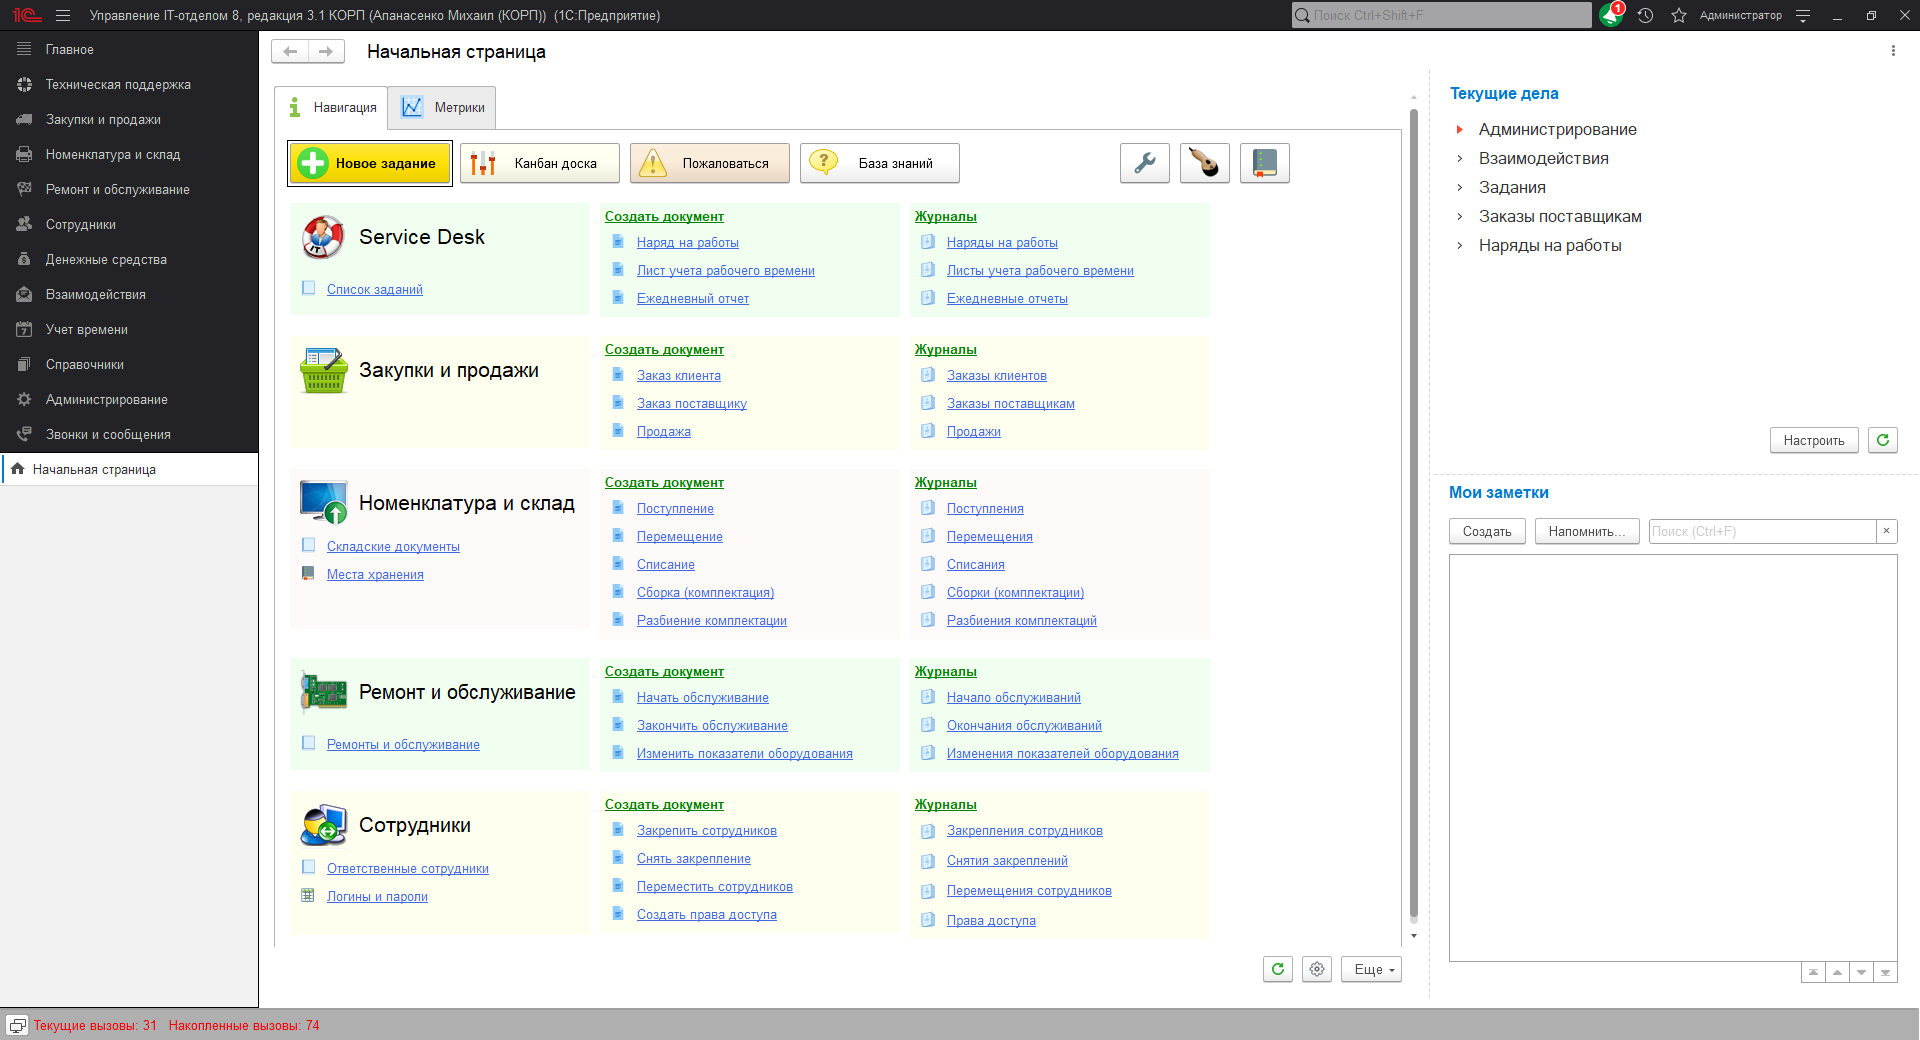 1С Управление IT-отделом 8, редакция 3.1 КОРП (Апанасенко Михаил (КОРП)) (1С:Предприятие)
Поиск Ctrl+Shift+F
1
Администратор
Главное
Техническая поддержка
Закупки и продажи
Номенклатура и склад
Ремонт и обслуживание
Сотрудники
Денежные средства
Взаимодействия
Учет времени
Справочники
Администрирование
Звонки и сообщения
Начальная страница
Начальная страница
Навигация
Метрики
Новое задание
Канбан доска
Пожаловаться
База знаний
Service Desk
Список заданий
Создать документ
Наряд на работы
Лист учета рабочего времени
Ежедневный отчет
Журналы
Наряды на работы
Листы учета рабочего времени
Ежедневные отчеты
Закупки и продажи
Создать документ
Заказ клиента
Заказ поставщику
Продажа
Журналы
Заказы клиентов
Заказы поставщикам
Продажи
Номенклатура и склад
Складские документы
Места хранения
Создать документ
Поступление
Перемещение
Списание
Сборка (комплектация)
Разбиение комплектации
Журналы
Поступления
Перемещения
Списания
Сборки (комплектации)
Разбиения комплектаций
Ремонт и обслуживание
Ремонты и обслуживание
Создать документ
Начать обслуживание
Закончить обслуживание
Изменить показатели оборудования
Журналы
Начало обслуживаний
Окончания обслуживаний
Изменения показателей оборудования
Сотрудники
Ответственные сотрудники
Логины и пароли
Создать документ
Закрепить сотрудников
Снять закрепление
Переместить сотрудников
Создать права доступа
Журналы
Закрепления сотрудников
Снятия закреплений
Перемещения сотрудников
Права доступа
Еще
Текущие дела
Администрирование
Взаимодействия
Задания
Заказы поставщикам
Наряды на работы
Настроить
Мои заметки
Создать
Напомнить...
Поиск (Ctrl+F)
Текущие вызовы: 31 Накопленные вызовы: 74